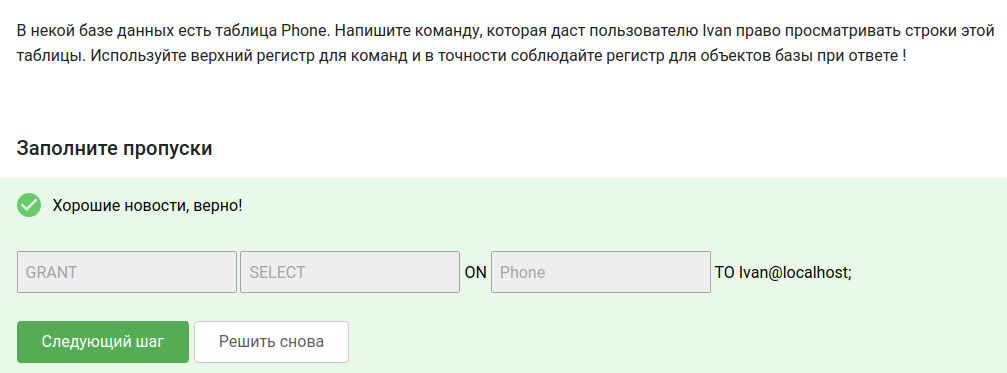 В некой базе данных есть таблица Phone. Напишите команду, которая даст пользователю Ivan право просматривать строки этой
таблицы. Используйте верхний регистр для команд и в точности соблюдайте регистр для объектов базы при ответе !
Заполните пропуски
Хорошие новости, верно!
GRANT SELECT ON Phone TO Ivan@localhost;
Следующий шаг Решить снова